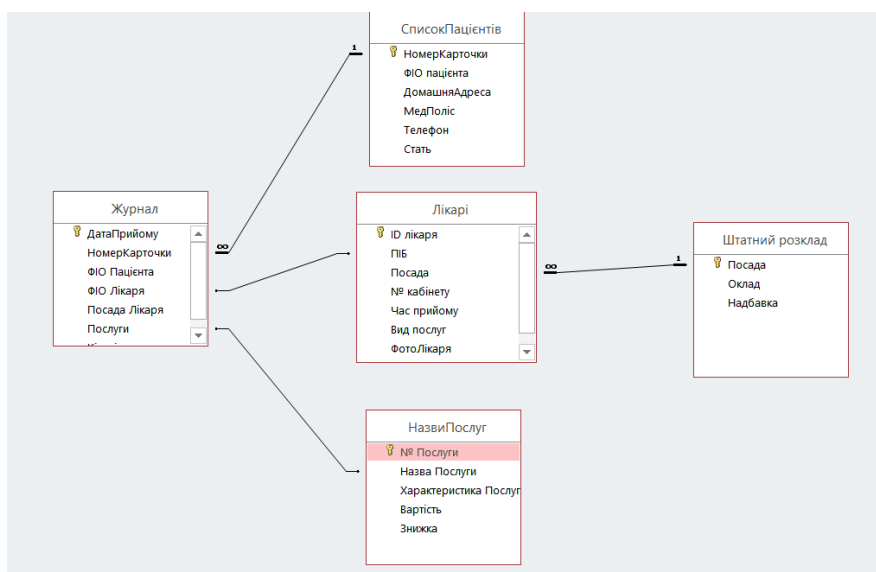 СписокПацієнтів
НомерКарточки
ФІО пацієнта
ДомашняАдреса
МедПоліс
Телефон
Стать
1
∞
Журнал
ДатаПрийому
НомерКарточки
ФІО Пацієнта
ФІО Лікаря
Посада Лікаря
Послуги
Лікарі
ID лікаря
ПІБ
Посада
№ кабінету
Час прийому
Вид послуг
ФотоЛікаря
∞
1
Штатний розклад
Посада
Оклад
Надбавка
НазвиПослуг
№ Послуги
Назва Послуги
Характеристика Послуг
Вартість
Знижка